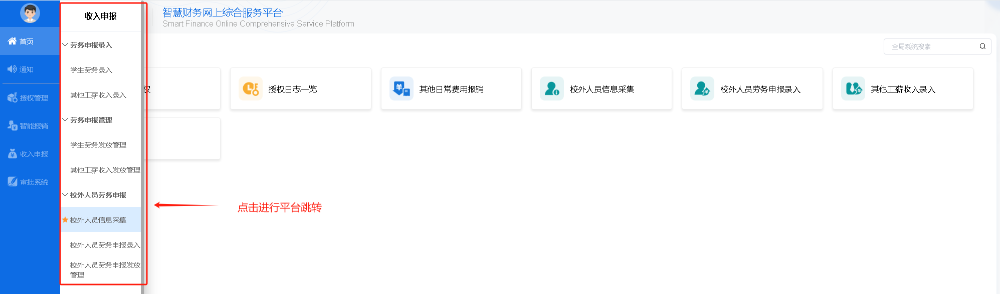 收入申报
智慧财务网上综合服务平台
Smart Finance Online Comprehensive Service Platform
首页
通知
授权管理
智能报销
收入申报
审批系统
劳务申报录入
学生劳务录入
其他工薪收入录入
劳务申报管理
学生劳务发放管理
其他工薪收入发放管理
校外人员劳务申报
校外人员信息采集
校外人员劳务申报录入
校外人员劳务申报发放
管理
全局系统搜索
权
授权日志一览
其他日常费用报销
校外人员信息采集
校外人员劳务申报录入
其他工薪收入录入
点击进行平台跳转